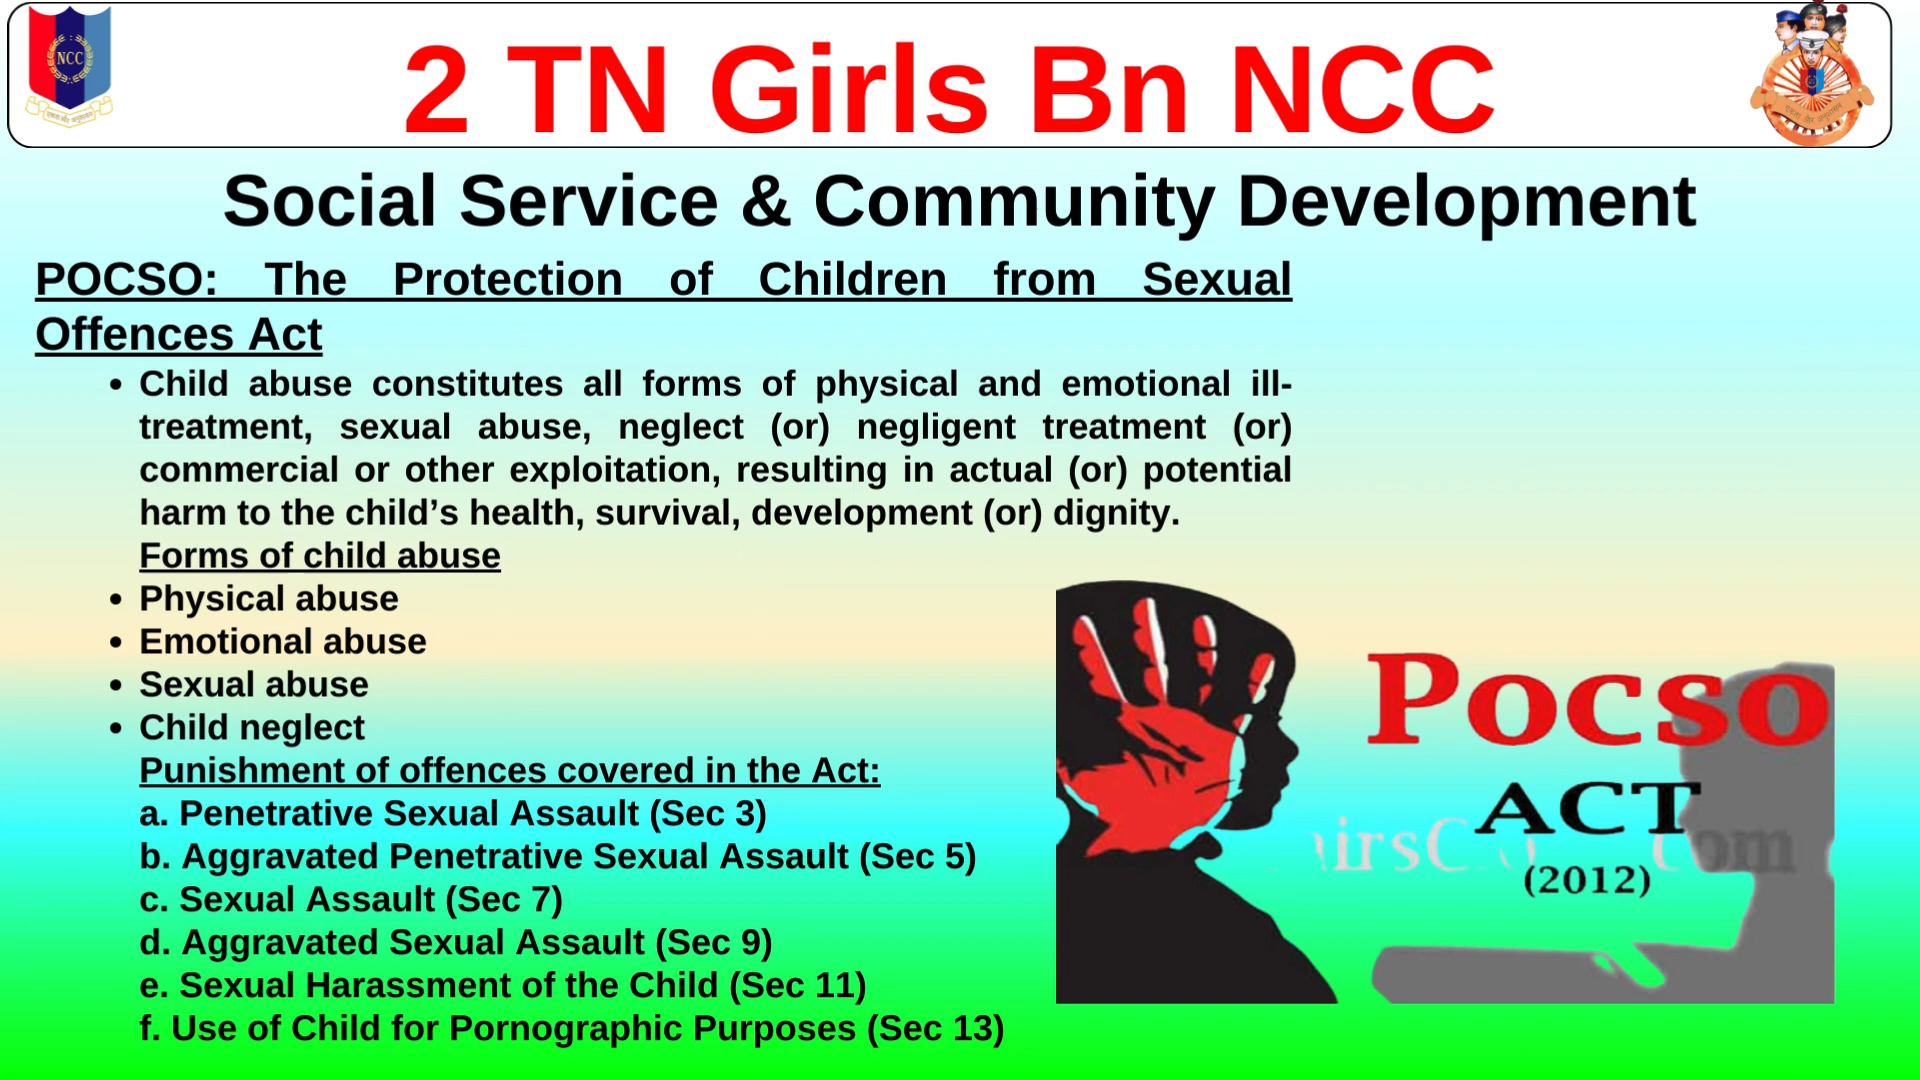 NCC
2 TN Girls Bn NCC
Social Service & Community Development
POCSO: The Protection of Children from Sexual
Offences Act
• Child abuse constitutes all forms of physical and emotional ill-
treatment, sexual abuse, neglect (or) negligent treatment (or)
commercial or other exploitation, resulting in actual (or) potential
harm to the child’s health, survival, development (or) dignity.
Forms of child abuse
• Physical abuse
• Emotional abuse
• Sexual abuse
• Child neglect
Punishment of offences covered in the Act:
a. Penetrative Sexual Assault (Sec 3)
b. Aggravated Penetrative Sexual Assault (Sec 5)
c. Sexual Assault (Sec 7)
d. Aggravated Sexual Assault (Sec 9)
e. Sexual Harassment of the Child (Sec 11)
f. Use of Child for Pornographic Purposes (Sec 13)
Pocso
ACT
(2012)